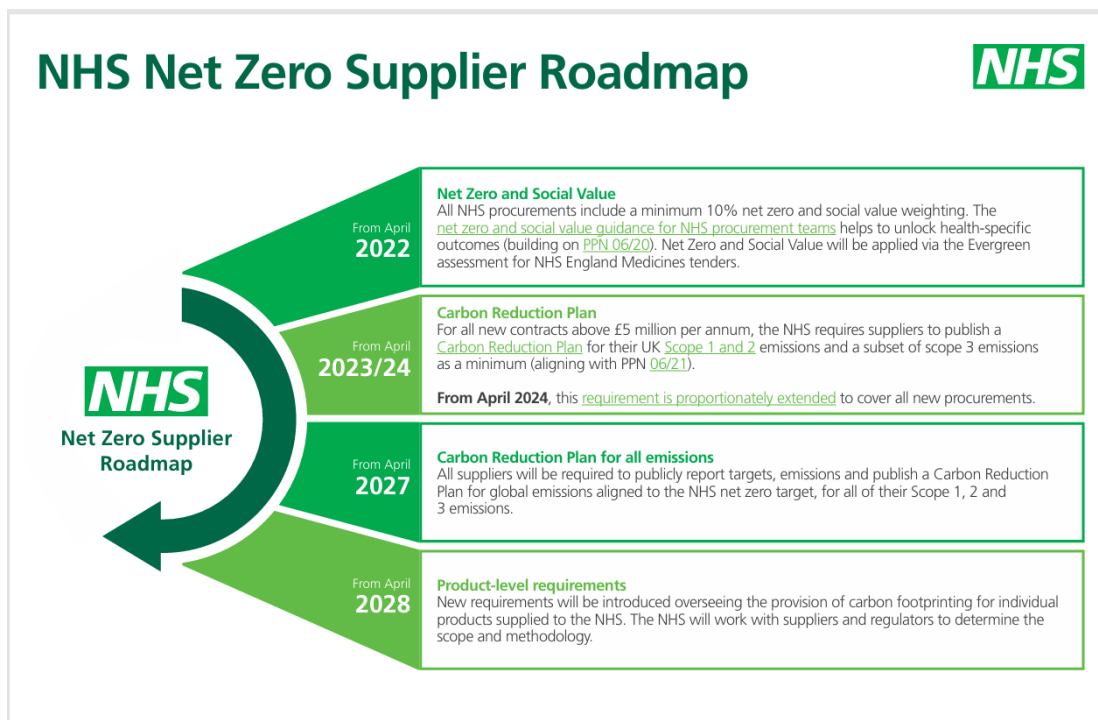 NHS Net Zero Supplier Roadmap
NHS
From April
2022
Net Zero and Social Value
All NHS procurements include a minimum 10% net zero and social value weighting. The
net zero and social value guidance for NHS procurement teams helps to unlock health-specific
outcomes (building on PPN 06/20). Net Zero and Social Value will be applied via the Evergreen
assessment for NHS England Medicines tenders.
From April
2023/24
Carbon Reduction Plan
For all new contracts above £5 million per annum, the NHS requires suppliers to publish a
Carbon Reduction Plan for their UK Scope 1 and 2 emissions and a subset of scope 3 emissions
as a minimum (aligning with PPN 06/21).
From April 2024, this requirement is proportionately extended to cover all new procurements.
NHS
Net Zero Supplier
Roadmap
From April
2027
Carbon Reduction Plan for all emissions
All suppliers will be required to publicly report targets, emissions and publish a Carbon Reduction
Plan for global emissions aligned to the NHS net zero target, for all of their Scope 1, 2 and
3 emissions.
From April
2028
Product-level requirements
New requirements will be introduced overseeing the provision of carbon footprinting for individual
products supplied to the NHS. The NHS will work with suppliers and regulators to determine the
scope and methodology.